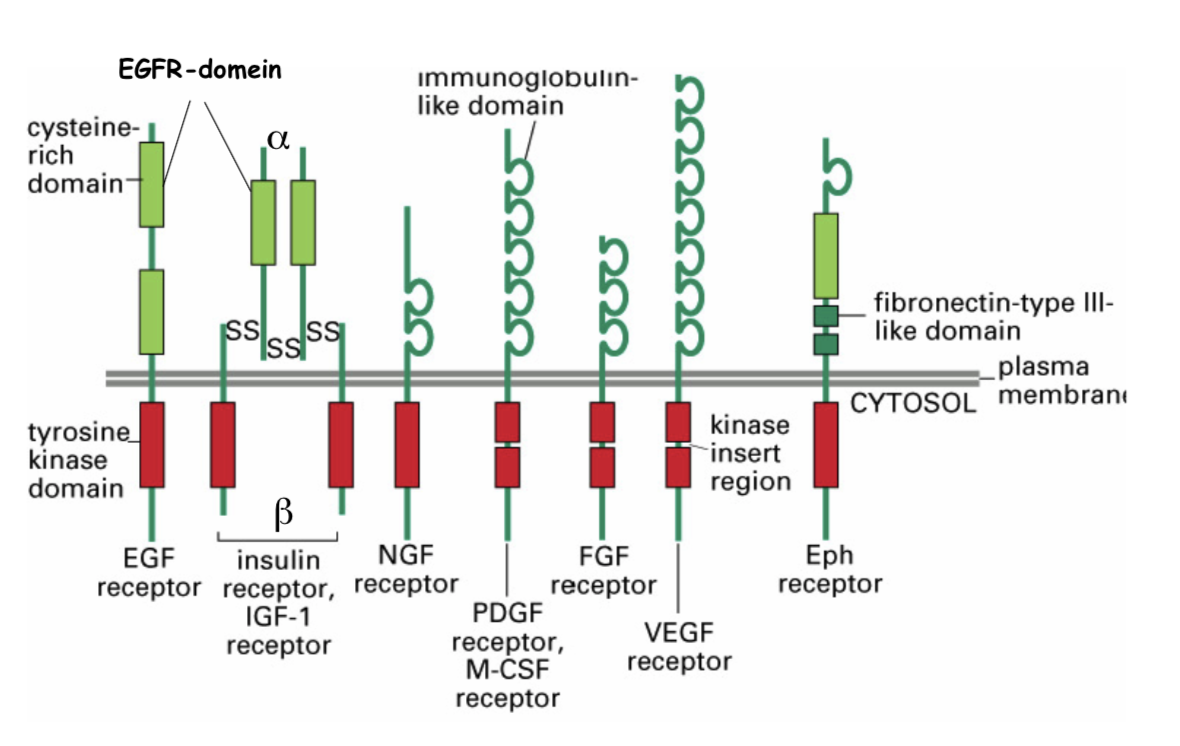 EGFR-domein
immunoglobulin-
like domain
cysteine-
rich
domain
α
SS
SS
SS
fibronectin-type III-
like domain
plasma
CYTOSOL
tyrosine
kinase
domain
kinase
insert
region
β
EGF
receptor
insulin
receptor,
IGF-1
receptor
NGF
receptor
PDGF
receptor,
M-CSF
receptor
FGF
receptor
VEGF
receptor
Eph
receptor